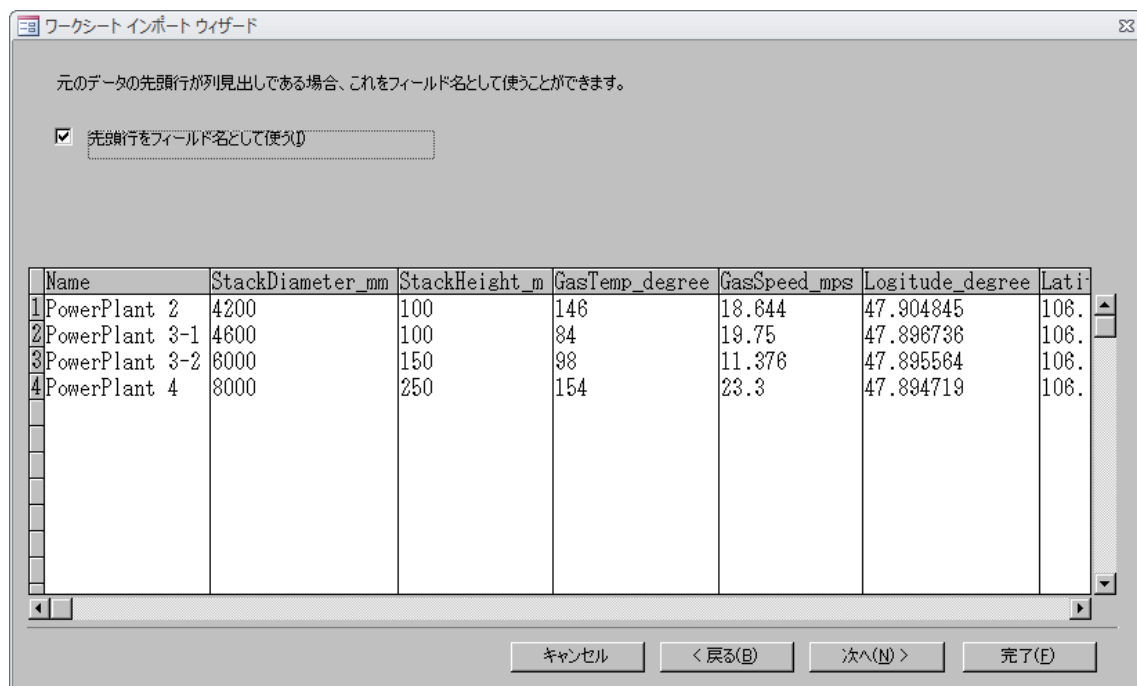 ワークシート インポート ウィザード
元のデータの先頭行が列見出しである場合、これをフィールド名として使うことができます。
先頭行をフィールド名として使う(I)
Name StackDiameter_mm StackHeight_m GasTemp_degree GasSpeed_mps Logitude_degree Lati
1 PowerPlant 2 4200 100 146 18.644 47.904845 106.
2 PowerPlant 3-1 4600 100 84 19.75 47.896736 106.
3 PowerPlant 3-2 6000 150 98 11.376 47.895564 106.
4 PowerPlant 4 8000 250 154 23.3 47.894719 106.
キャンセル < 戻る(B) 次へ(N) > 完了(F)